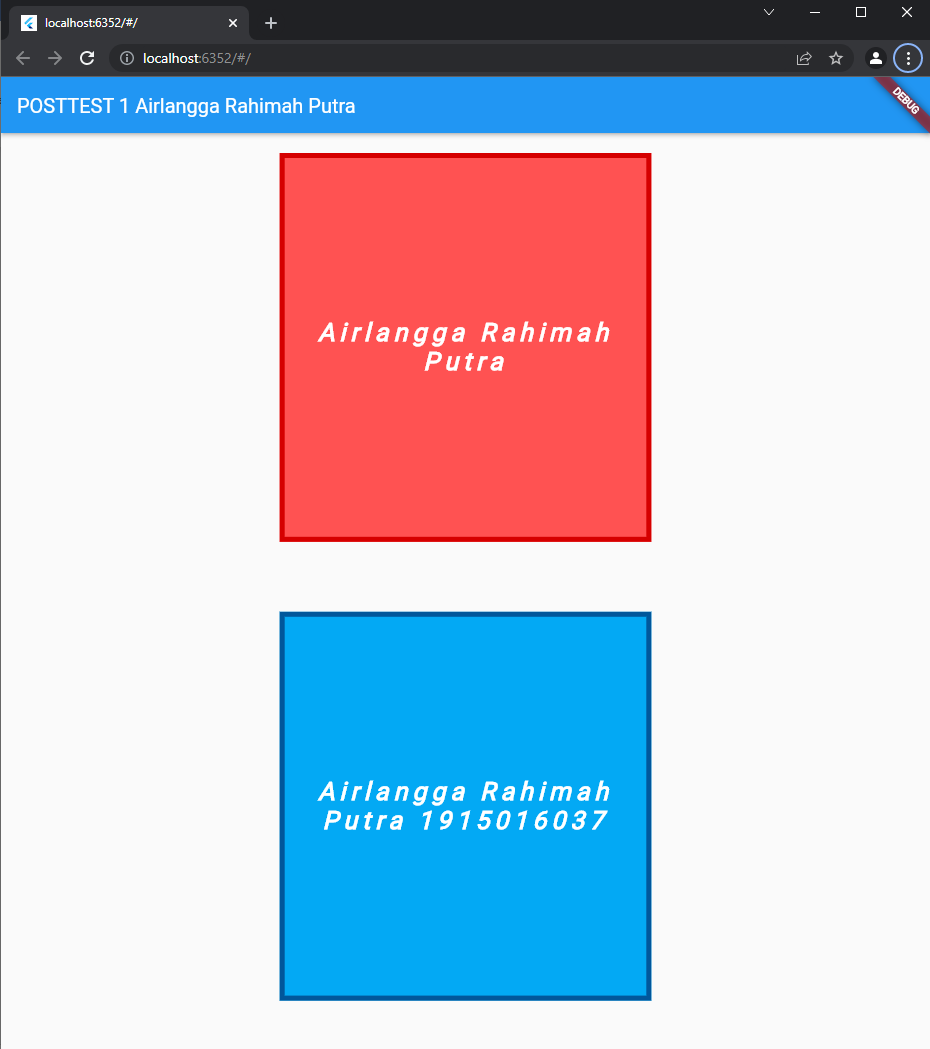 localhost:6352/#/
localhost:6352/#/
POSTTEST 1 Airlangga Rahimah Putra
DEBUG
Airlangga Rahimah
Putra
Airlangga Rahimah
Putra 1915016037